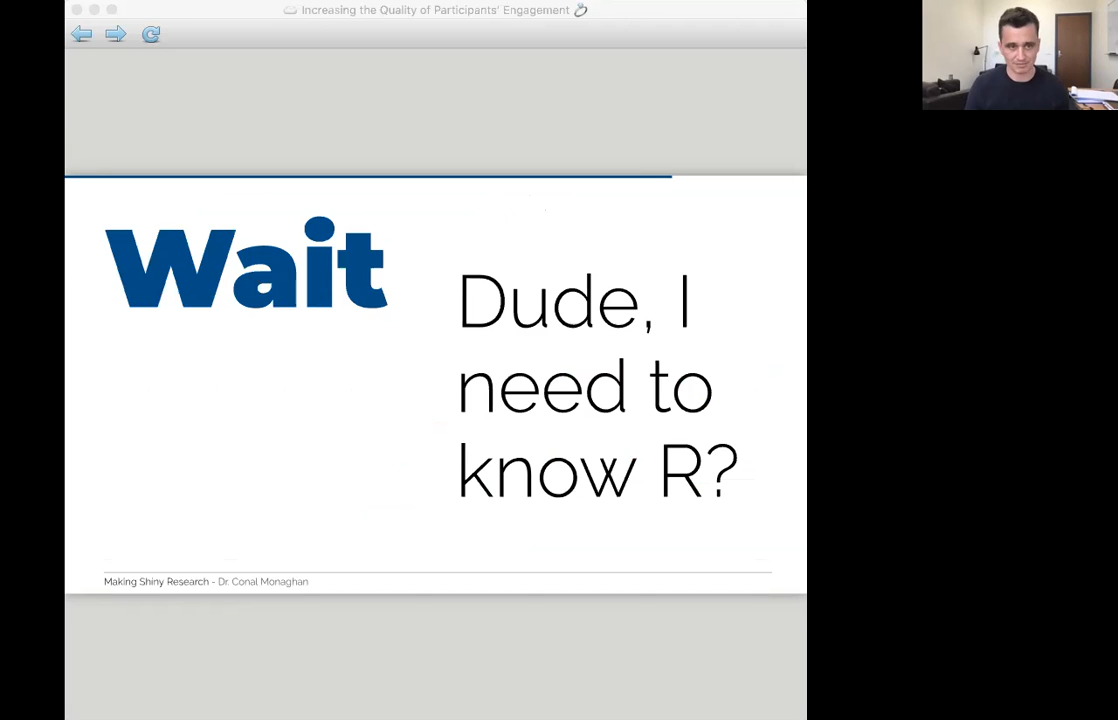 Increasing the Quality of Participants' Engagement
Wait
Dude, I
need to
know R?
Making Shiny Research - Dr. Conal Monaghan